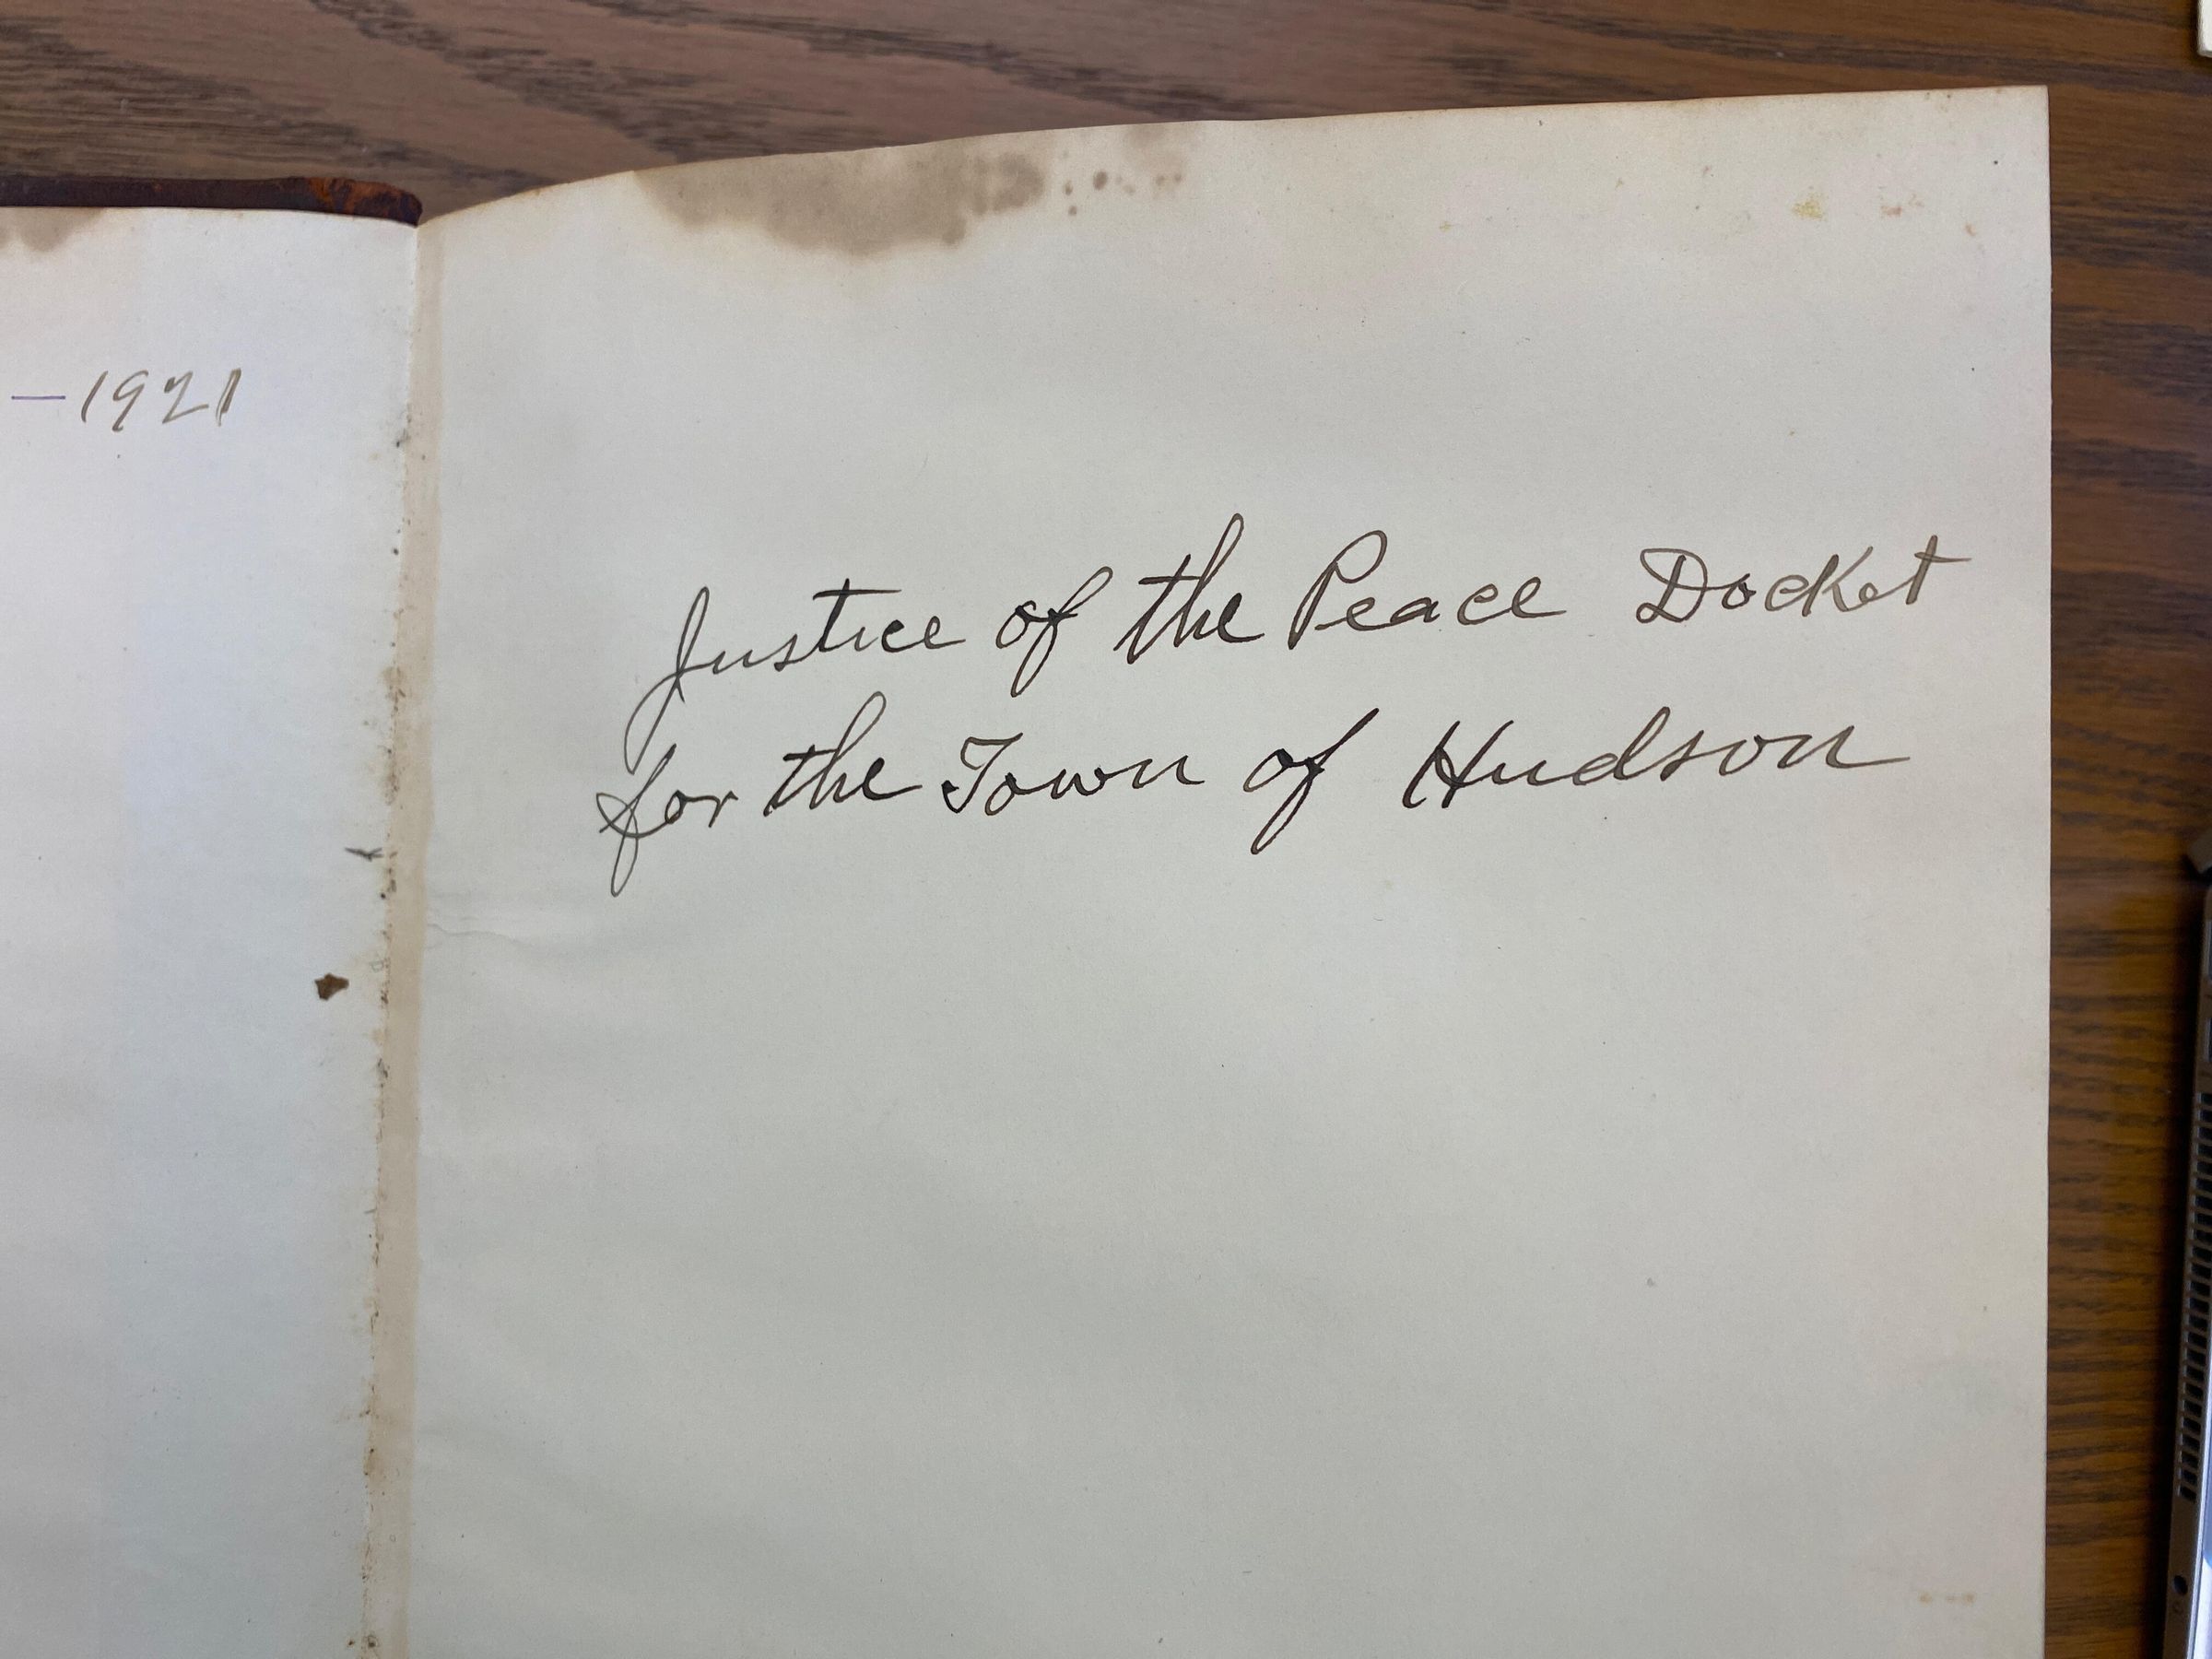 —1921
Justice of the Peace Docket
for the Town of Hudson